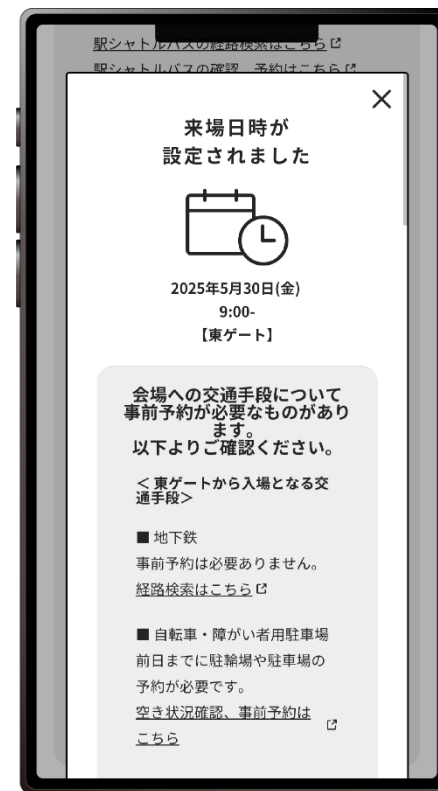 駅シャトルバスの経路検索はこちら
駅シャトルバスの確認、予約はこちら
来場日時が
設定されました
2025年5月30日(金)
9:00-
【東ゲート】
会場への交通手段について
事前予約が必要なものがあり
ます。
以下よりご確認ください。
＜東ゲートから入場となる交
通手段＞
■ 地下鉄
事前予約は必要ありません。
経路検索はこちら
■ 自転車・障がい者用駐車場
前日までに駐輪場や駐車場の
予約が必要です。
空き状況確認、事前予約は
こちら